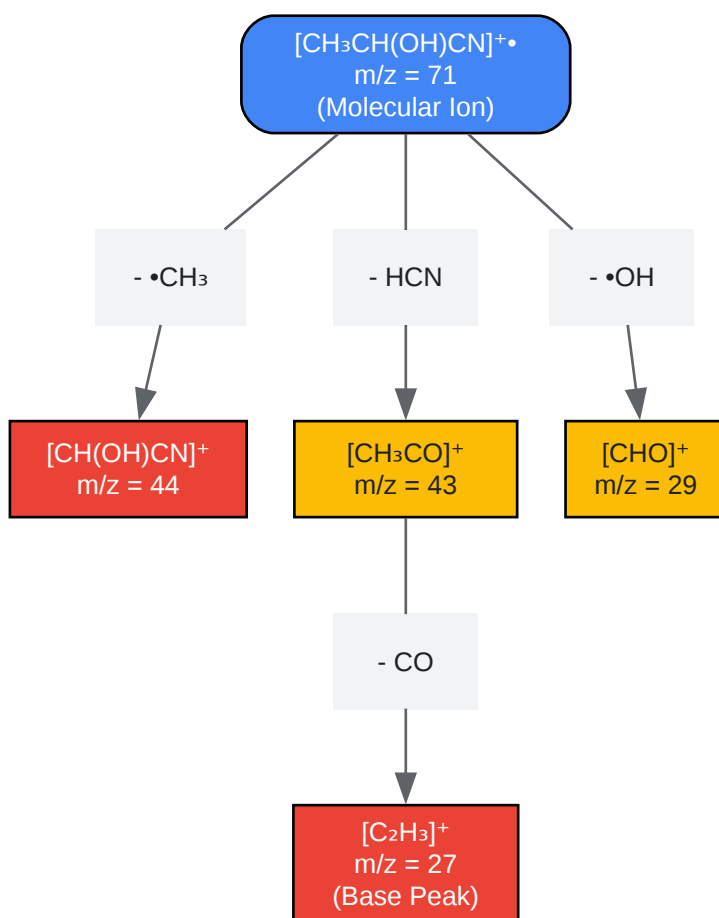 [CH₃CH(OH)CN]⁺•
m/z = 71
(Molecular Ion)
- •CH₃
- HCN
- •OH
[CH(OH)CN]⁺
m/z = 44
[CH₃CO]⁺
m/z = 43
[CHO]⁺
m/z = 29
- CO
[C₂H₃]⁺
m/z = 27
(Base Peak)